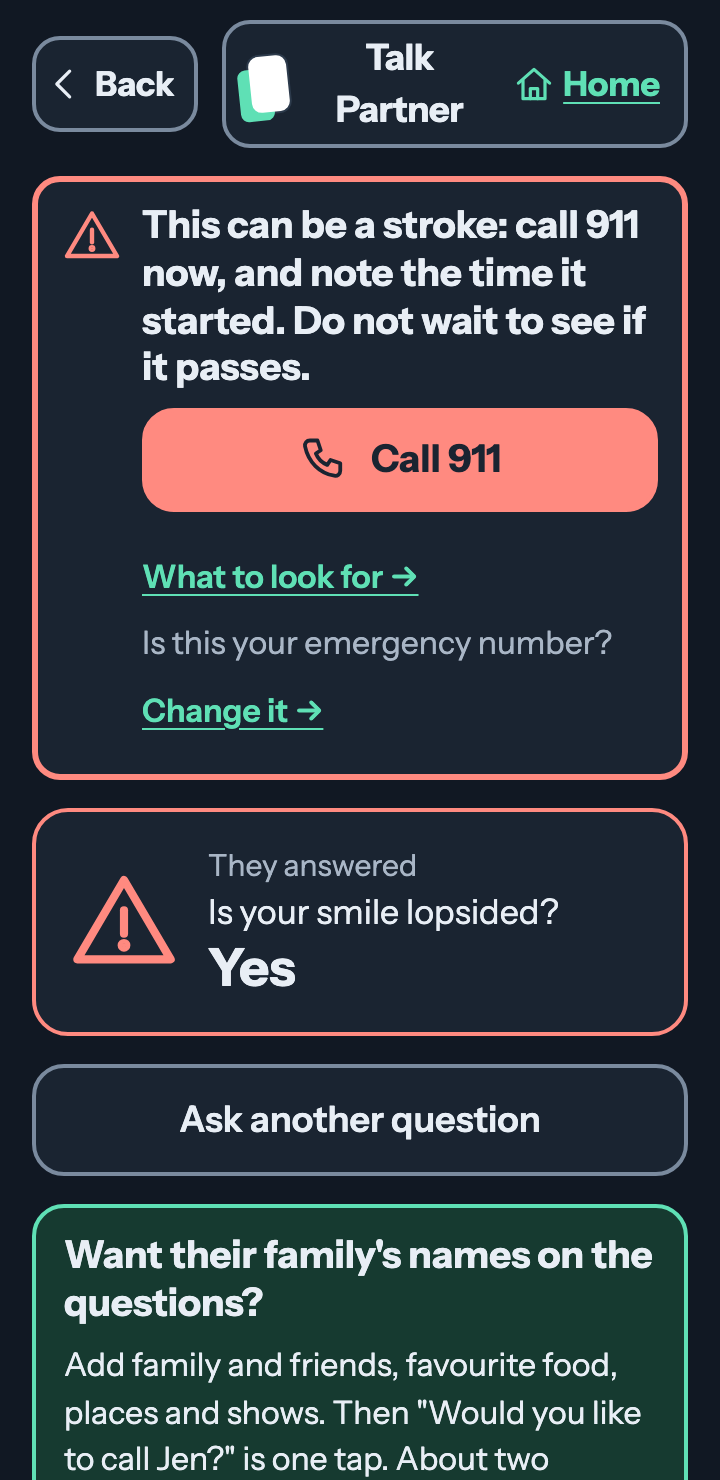 Back
Talk
Partner
Home
This can be a stroke: call 911
now, and note the time it
started. Do not wait to see if
it passes.
Call 911
What to look for →
Is this your emergency number?
Change it →
They answered
Is your smile lopsided?
Yes
Ask another question
Want their family's names on the
questions?
Add family and friends, favourite food,
places and shows. Then "Would you like
to call Jen?" is one tap. About two